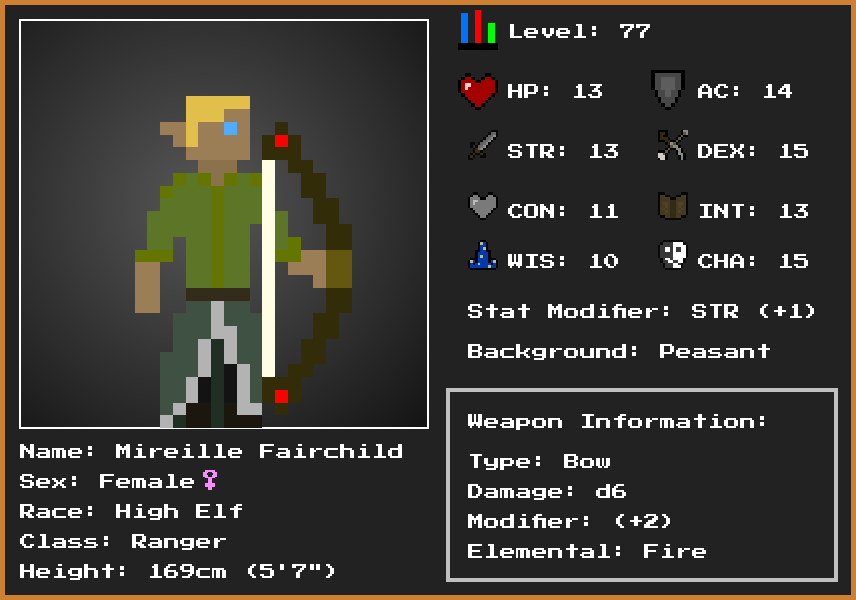 Level: 77
HP: 13
AC: 14
STR: 13
DEX: 15
CON: 11
INT: 13
WIS: 10
CHA: 15
Stat Modifier: STR (+1)
Background: Peasant
Weapon Information:
Type: Bow
Damage: d6
Modifier: (+2)
Elemental: Fire
Name: Mireille Fairchild
Sex: Female♀
Race: High Elf
Class: Ranger
Height: 169cm (5'7")